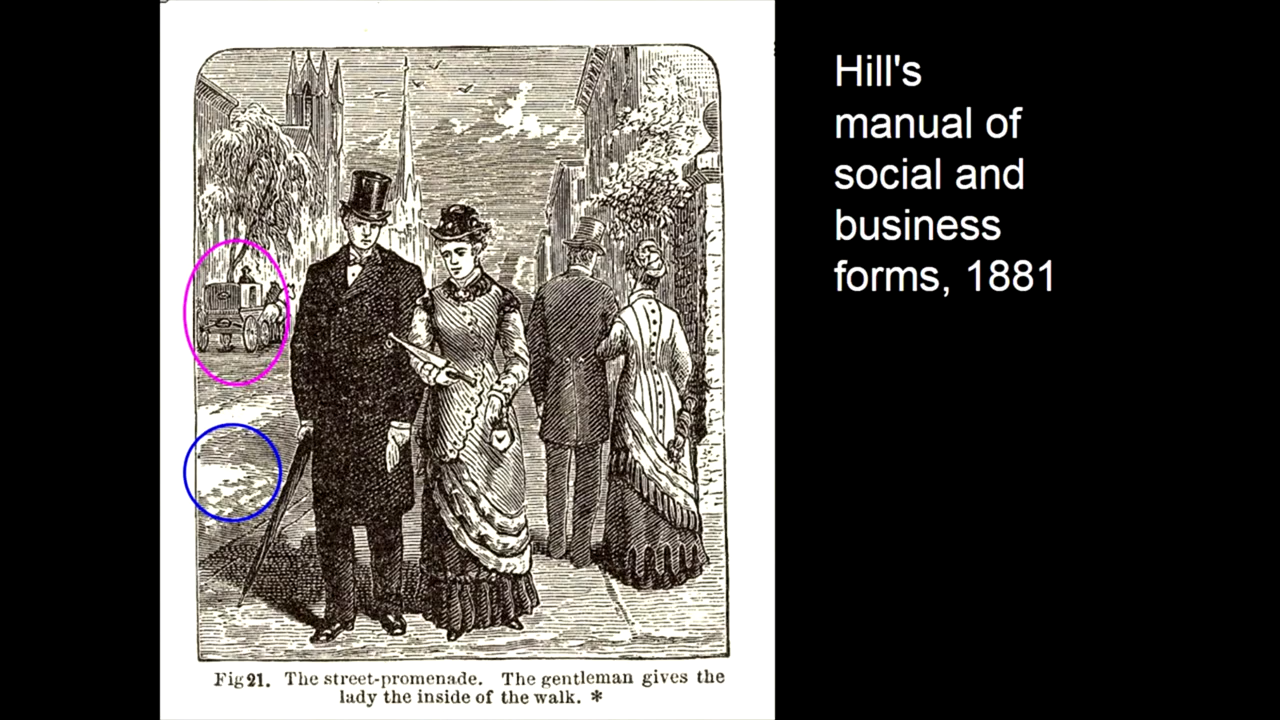 Hill's
manual of
social and
business
forms, 1881
Fig 21. The street-promenade. The gentleman gives the
lady the inside of the walk. *